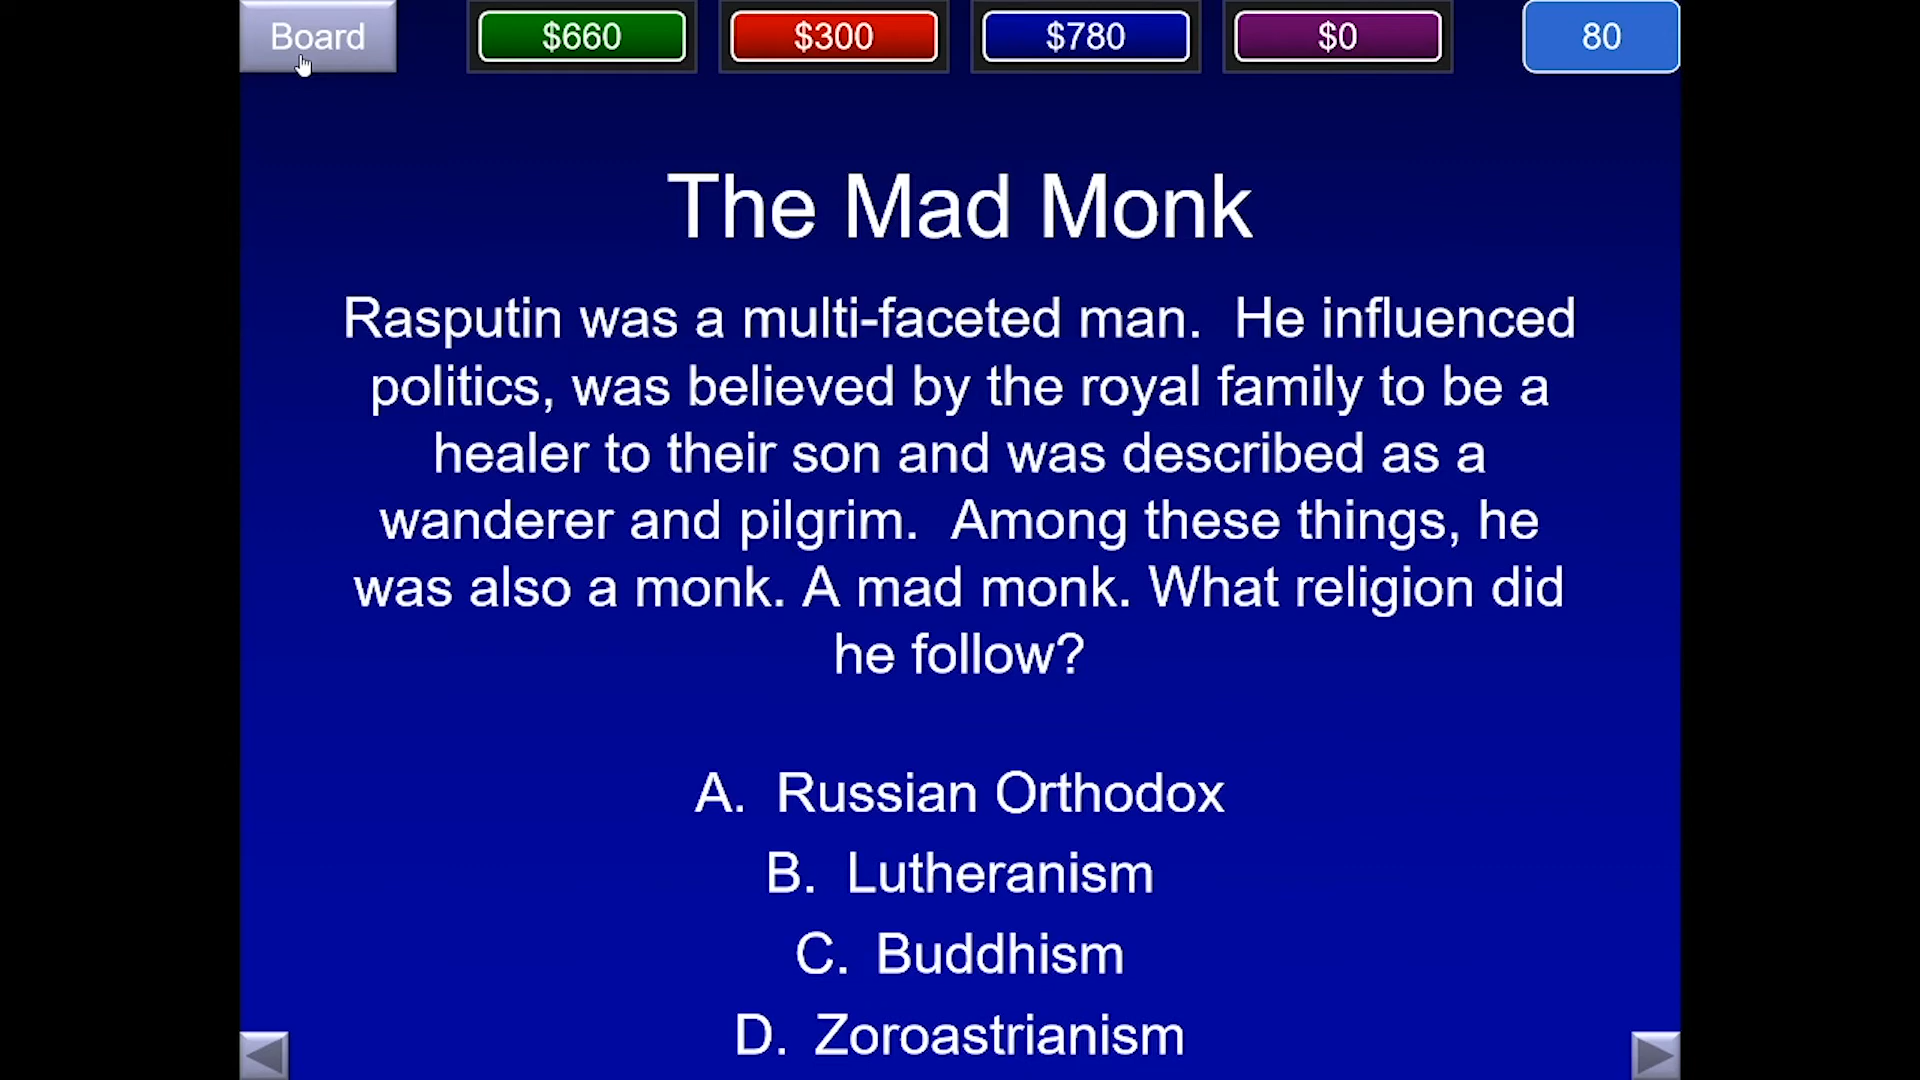 Board
$660
$300
$780
$0
80
The Mad Monk
Rasputin was a multi-faceted man.  He influenced
politics, was believed by the royal family to be a
healer to their son and was described as a
wanderer and pilgrim.  Among these things, he
was also a monk. A mad monk. What religion did
he follow?
A.  Russian Orthodox
B.  Lutheranism
C.  Buddhism
D.  Zoroastrianism